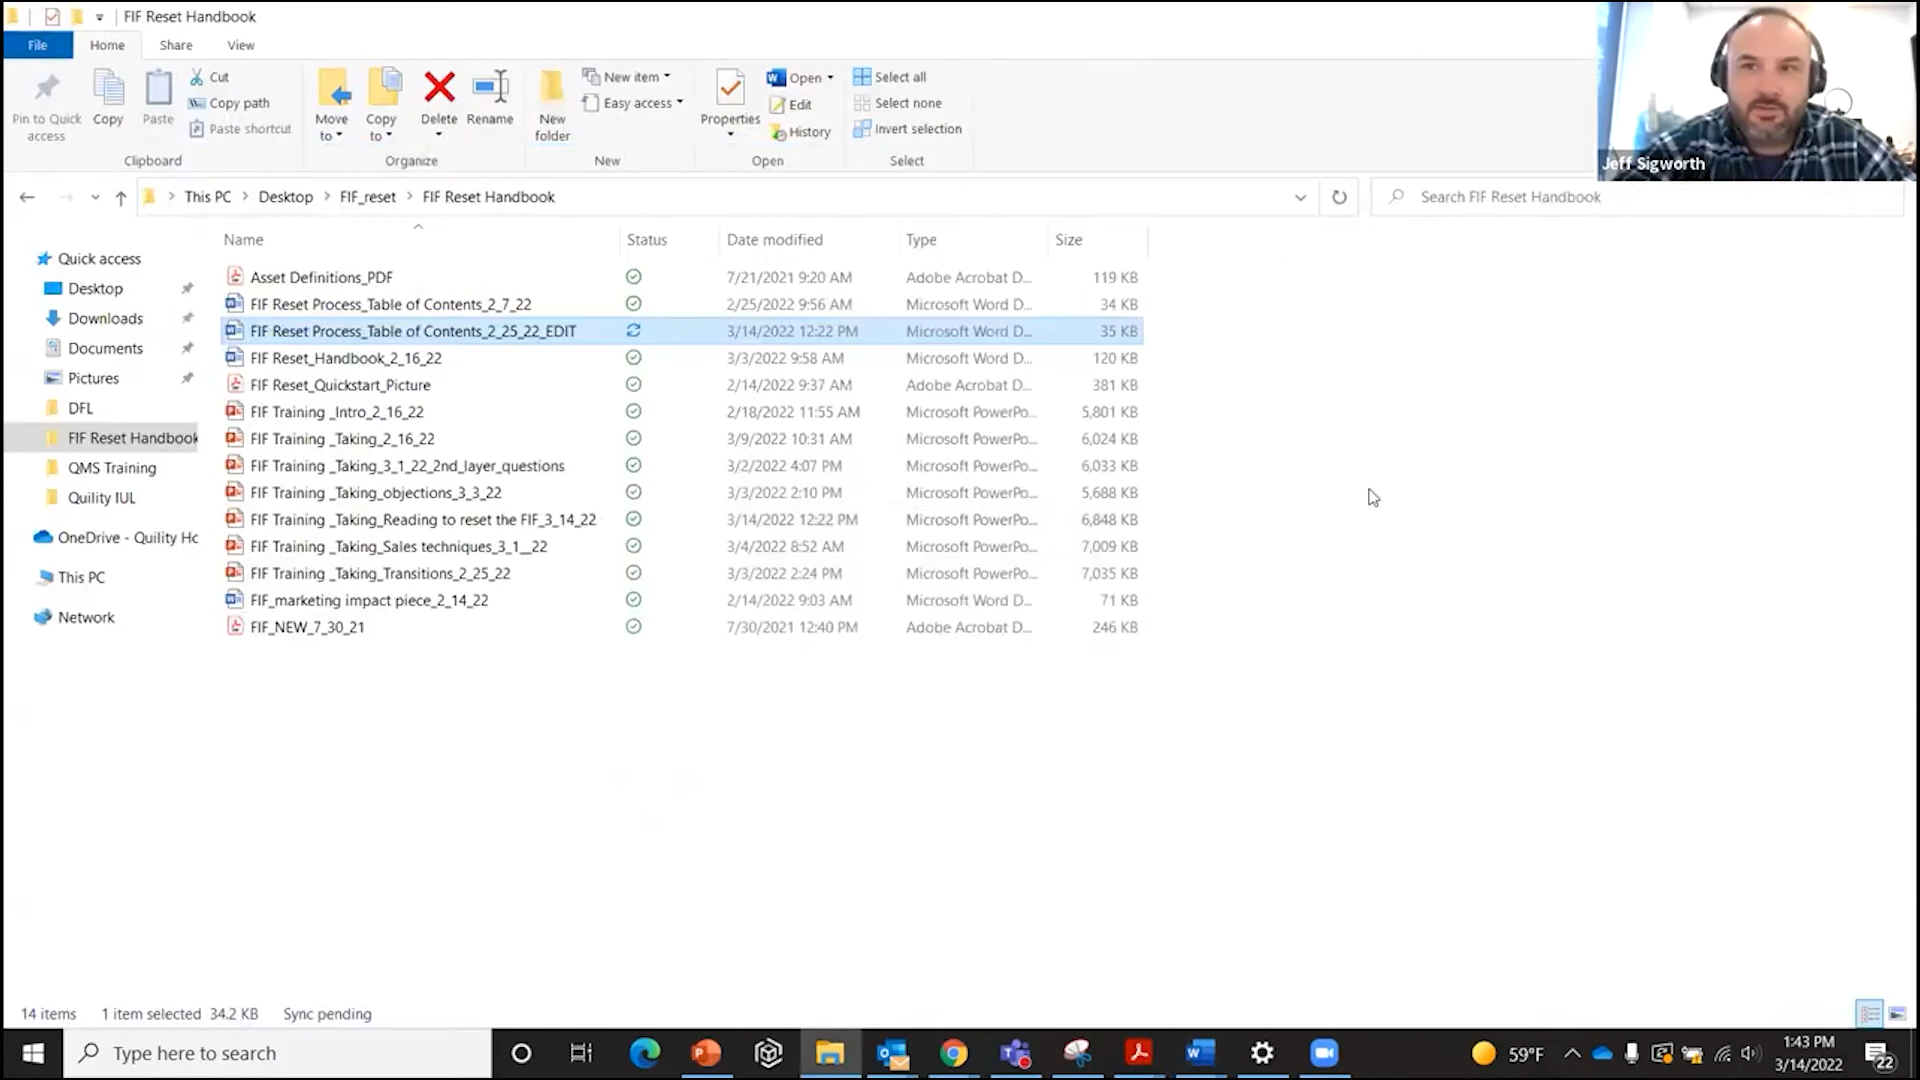 FIF Reset Handbook
File Home Share View
Pin to Quick access
Copy
Paste
Cut
Copy path
Paste shortcut
Clipboard
Move to
Copy to
Delete
Rename
Organize
New folder
New item
Easy access
New
Properties
Open
Edit
History
Open
Select all
Select none
Invert selection
Select
Jeff Sigworth
This PC Desktop FIF_reset FIF Reset Handbook
Search FIF Reset Handbook
Quick access
Desktop
Downloads
Documents
Pictures
DFL
FIF Reset Handbook
QMS Training
Quility IUL
OneDrive - Quility Hc
This PC
Network
Name Status Date modified Type Size
Asset Definitions_PDF 7/21/2021 9:20 AM Adobe Acrobat D... 119 KB
FIF Reset Process_Table of Contents_2_7_22 2/25/2022 9:56 AM Microsoft Word D... 34 KB
FIF Reset Process_Table of Contents_2_25_22_EDIT 3/14/2022 12:22 PM Microsoft Word D... 35 KB
FIF Reset_Handbook_2_16_22 3/3/2022 9:58 AM Microsoft Word D... 120 KB
FIF Reset_Quickstart_Picture 2/14/2022 9:37 AM Adobe Acrobat D... 381 KB
FIF Training _Intro_2_16_22 2/18/2022 11:55 AM Microsoft PowerPo... 5,801 KB
FIF Training _Taking_2_16_22 3/9/2022 10:31 AM Microsoft PowerPo... 6,024 KB
FIF Training _Taking_3_1_22_2nd_layer_questions 3/2/2022 4:07 PM Microsoft PowerPo... 6,033 KB
FIF Training _Taking_objections_3_3_22 3/3/2022 2:10 PM Microsoft PowerPo... 5,688 KB
FIF Training _Taking_Reading to reset the FIF_3_14_22 3/14/2022 12:22 PM Microsoft PowerPo... 6,848 KB
FIF Training _Taking_Sales techniques_3_1__22 3/4/2022 8:52 AM Microsoft PowerPo... 7,009 KB
FIF Training _Taking_Transitions_2_25_22 3/3/2022 2:24 PM Microsoft PowerPo... 7,035 KB
FIF_marketing impact piece_2_14_22 2/14/2022 9:03 AM Microsoft Word D... 71 KB
FIF_NEW_7_30_21 7/30/2021 12:40 PM Adobe Acrobat D... 246 KB
14 items 1 item selected 34.2 KB Sync pending
Type here to search
59°F
1:43 PM
3/14/2022
22